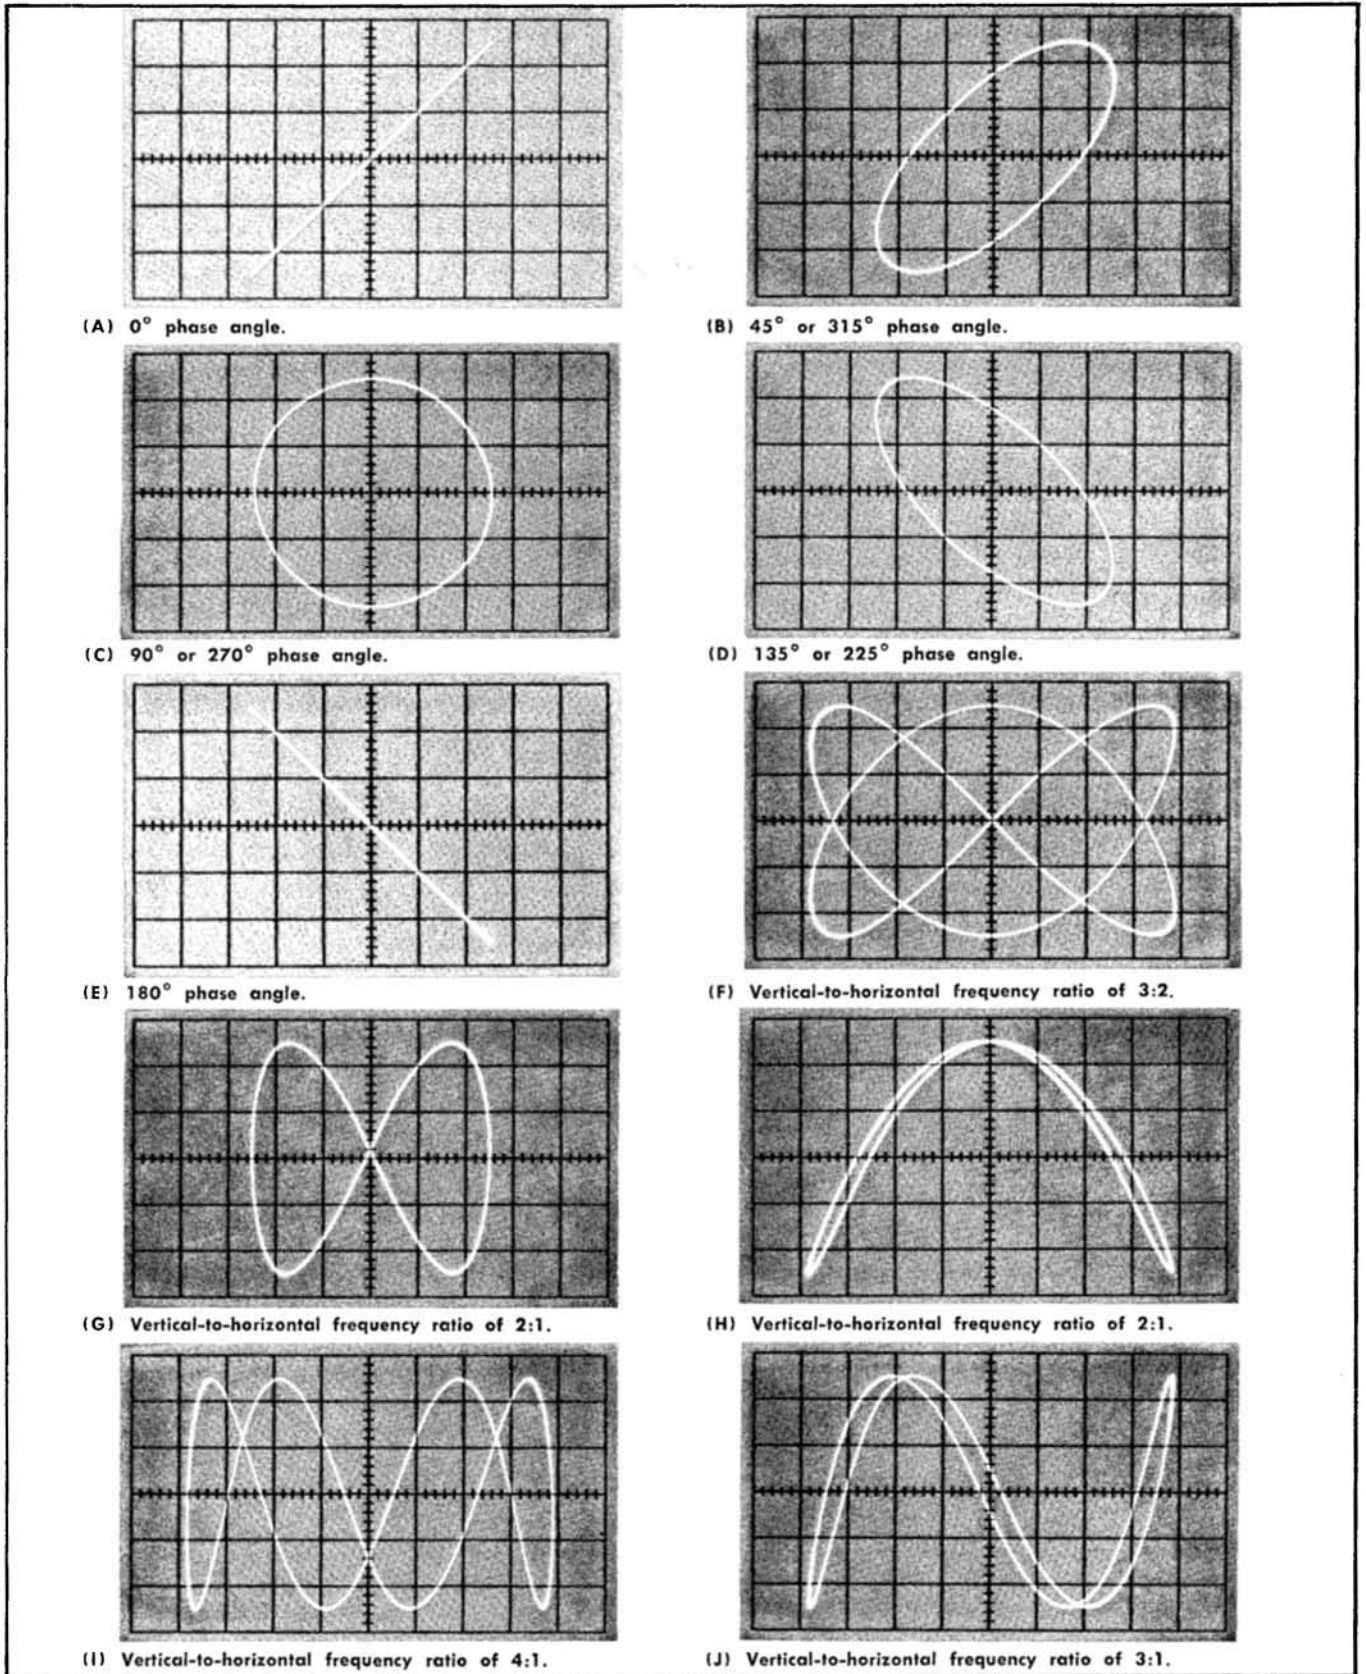 (A) 0° phase angle.
(B) 45° or 315° phase angle.
(C) 90° or 270° phase angle.
(D) 135° or 225° phase angle.
(E) 180° phase angle.
(F) Vertical-to-horizontal frequency ratio of 3:2.
(G) Vertical-to-horizontal frequency ratio of 2:1.
(H) Vertical-to-horizontal frequency ratio of 2:1.
(I) Vertical-to-horizontal frequency ratio of 4:1.
(J) Vertical-to-horizontal frequency ratio of 3:1.